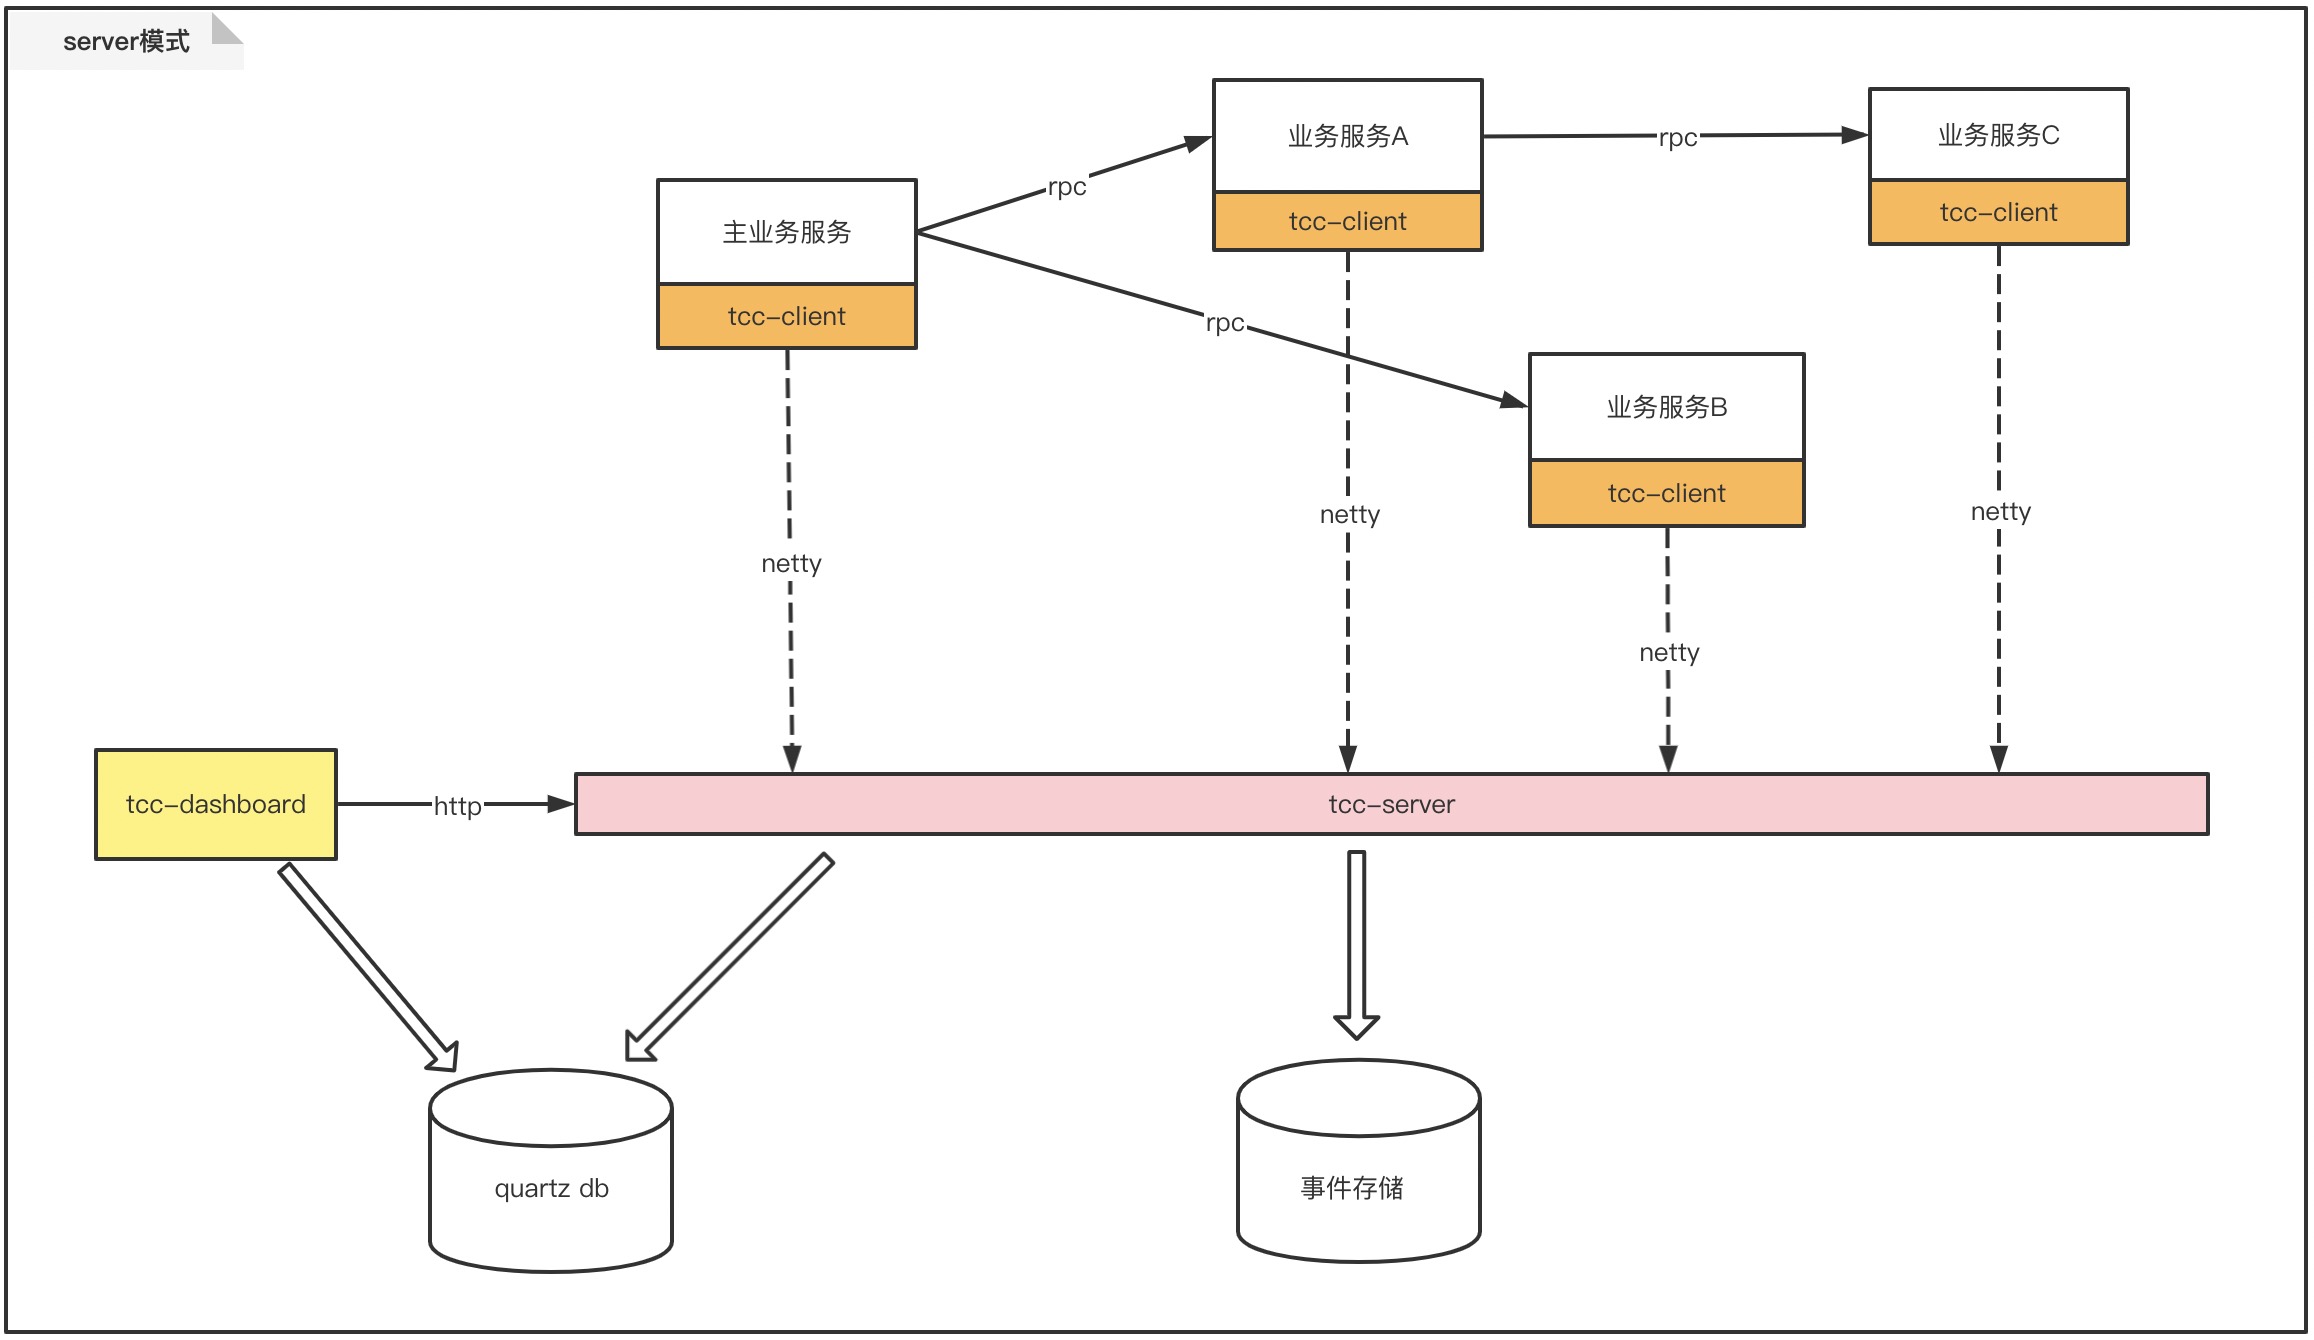 server模式
业务服务A
rpc
业务服务C
rpc
tcc-client
tcc-client
主业务服务
tcc-client
rpc
业务服务B
tcc-client
netty
netty
netty
netty
tcc-dashboard
http
tcc-server
quartz db
事件存储